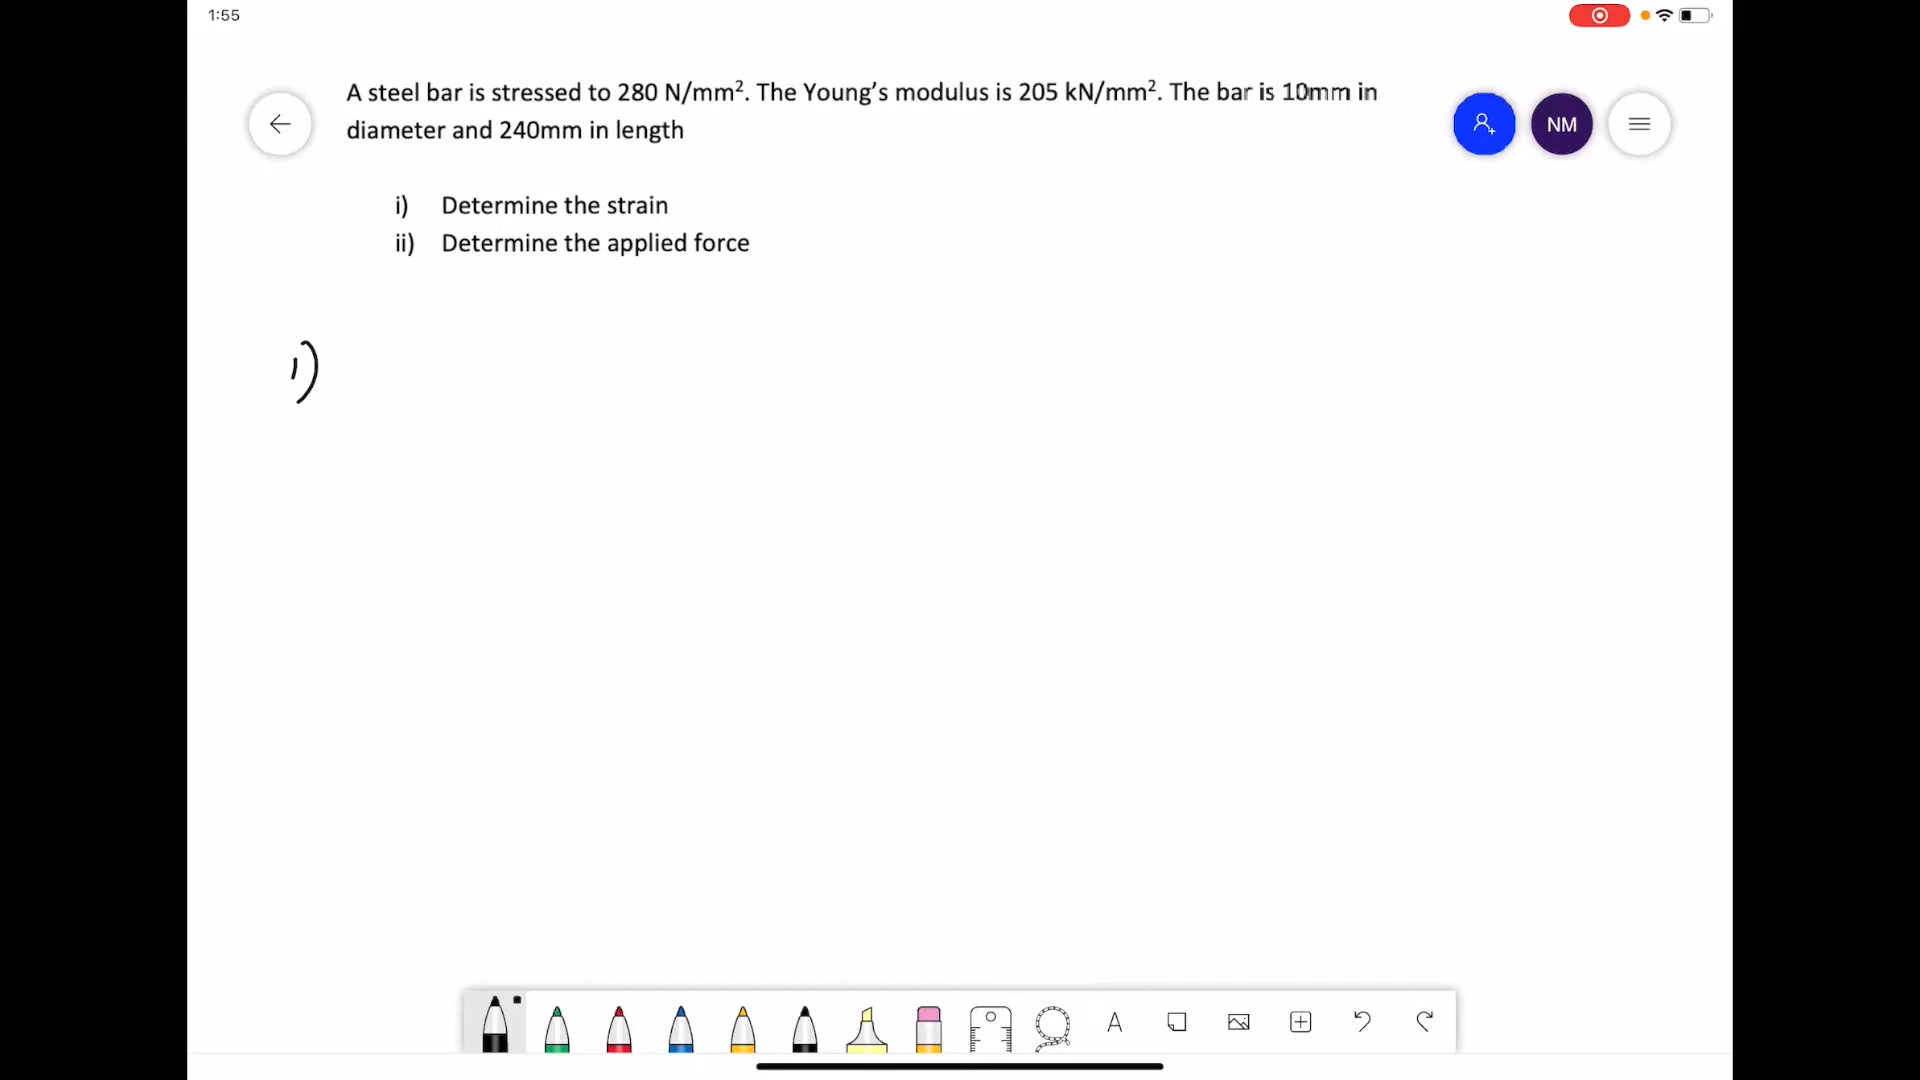 1:55
A steel bar is stressed to 280 N/mm². The Young’s modulus is 205 kN/mm². The bar is 10mm in
diameter and 240mm in length
NM
i) Determine the strain
ii) Determine the applied force
i)
A